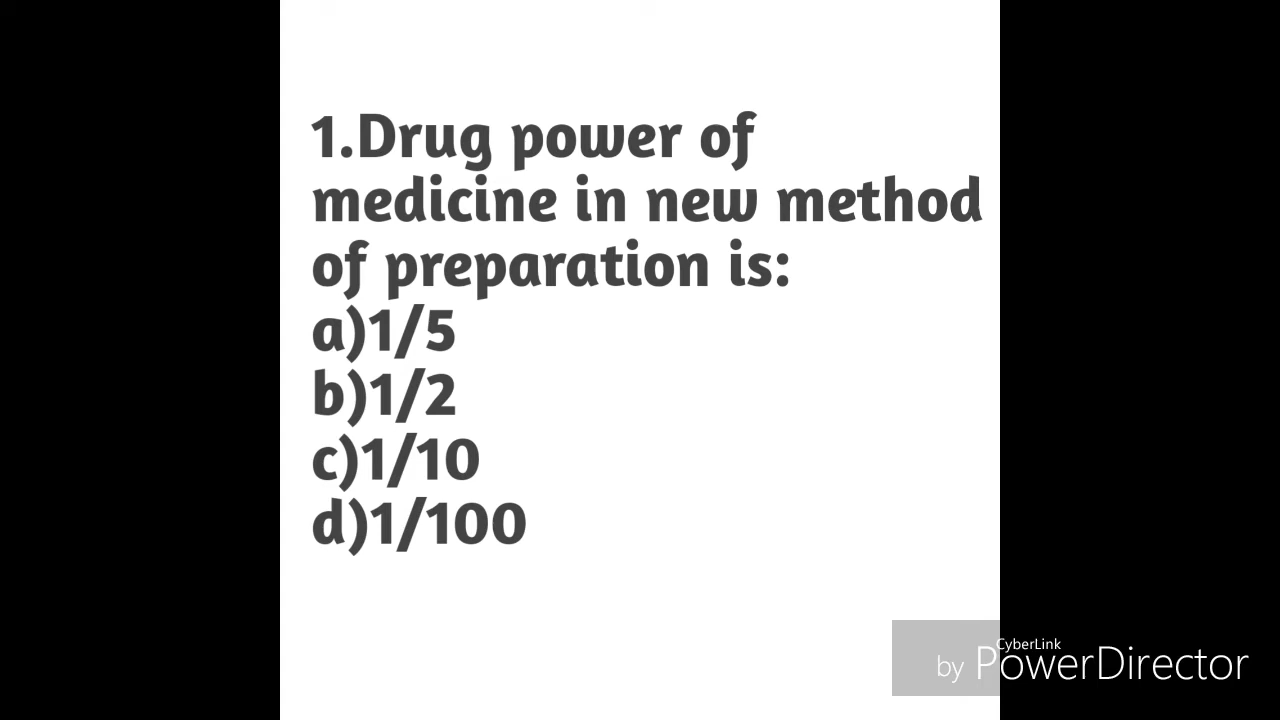 1.Drug power of
medicine in new method
of preparation is:
a)1/5
b)1/2
c)1/10
d)1/100
CyberLink
by PowerDirector